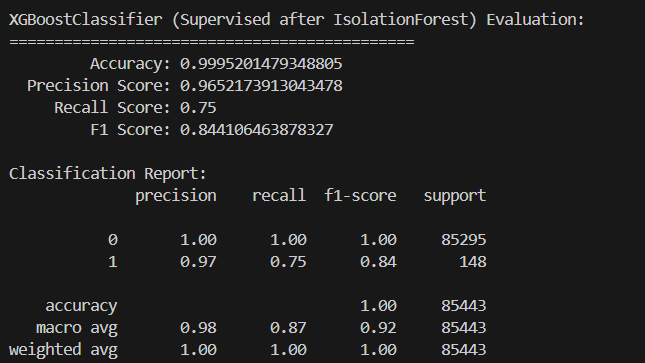 XGBoostClassifier (Supervised after IsolationForest) Evaluation:
=============================================
Accuracy: 0.9995201479348805
Precision Score: 0.9652173913043478
Recall Score: 0.75
F1 Score: 0.844106463878327
Classification Report:
precision recall f1-score support
0 1.00 1.00 1.00 85295
1 0.97 0.75 0.84 148
accuracy 1.00 85443
macro avg 0.98 0.87 0.92 85443
weighted avg 1.00 1.00 1.00 85443